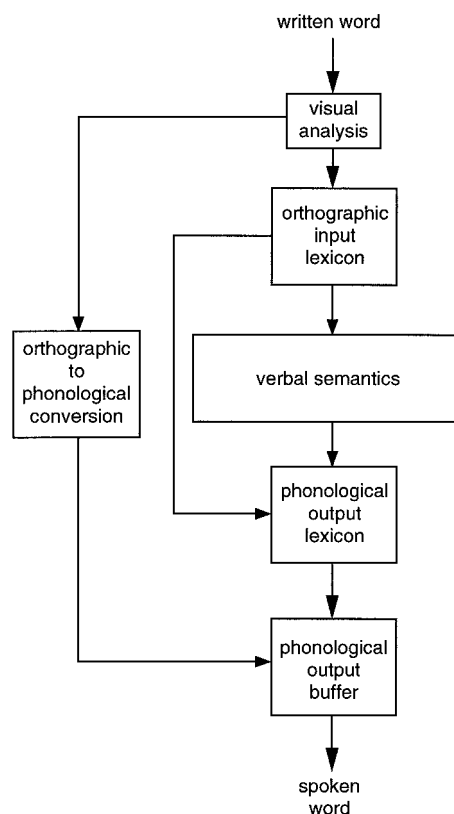 written word
visual
analysis
orthographic
input
lexicon
orthographic
to
phonological
conversion
verbal semantics
phonological
output
lexicon
phonological
output
buffer
spoken
word